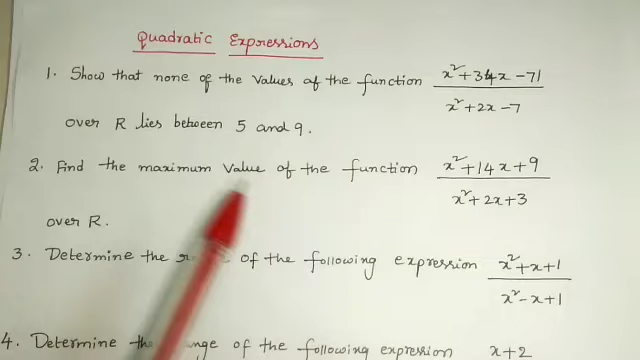 Quadratic Expressions
1. Show that none of the values of the function (x²+34x-71)/(x²+2x-7)
over R lies between 5 and 9.
2. Find the maximum value of the function (x²+14x+9)/(x²+2x+3)
over R.
3. Determine the of the following expression (x²+x+1)/(x²-x+1)
4. Determine the of the following expression x+2